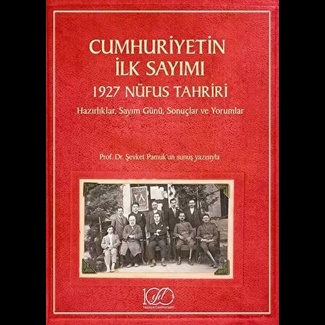 CUMHURİYETİN
İLK SAYIMI
1927 NÜFUS TAHRİRİ
Hazırlıklar, Sayım Günü, Sonuçlar ve Yorumlar
Prof. Dr. Şevket Pamuk'un sunuş yazısıyla
100